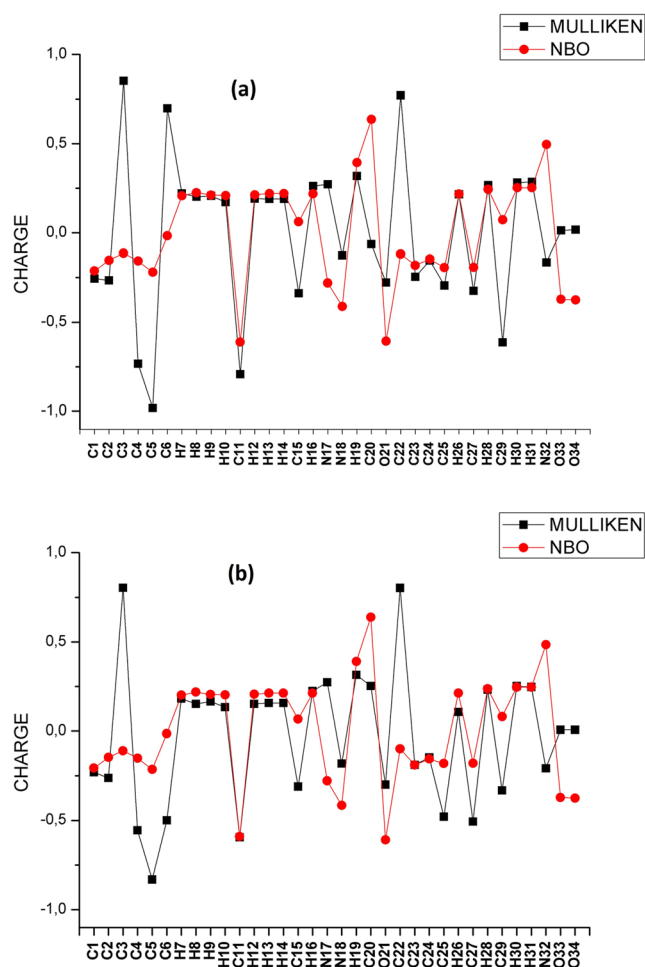 MULLIKEN
NBO
(a)
1,0
0,5
0,0
-0,5
-1,0
CHARGE
C1 C2 C3 C4 C5 C6 H7 H8 H9 H10 C11 H12 H13 H14 C15 H16 N17 N18 H19 C20 O21 C22 C23 C24 C25 H26 C27 H28 C29 H30 H31 N32 O33 O34
MULLIKEN
NBO
(b)
1,0
0,5
0,0
-0,5
-1,0
CHARGE
C1 C2 C3 C4 C5 C6 H7 H8 H9 H10 C11 H12 H13 H14 C15 H16 N17 N18 H19 C20 O21 C22 C23 C24 C25 H26 C27 H28 C29 H30 H31 N32 O33 O34